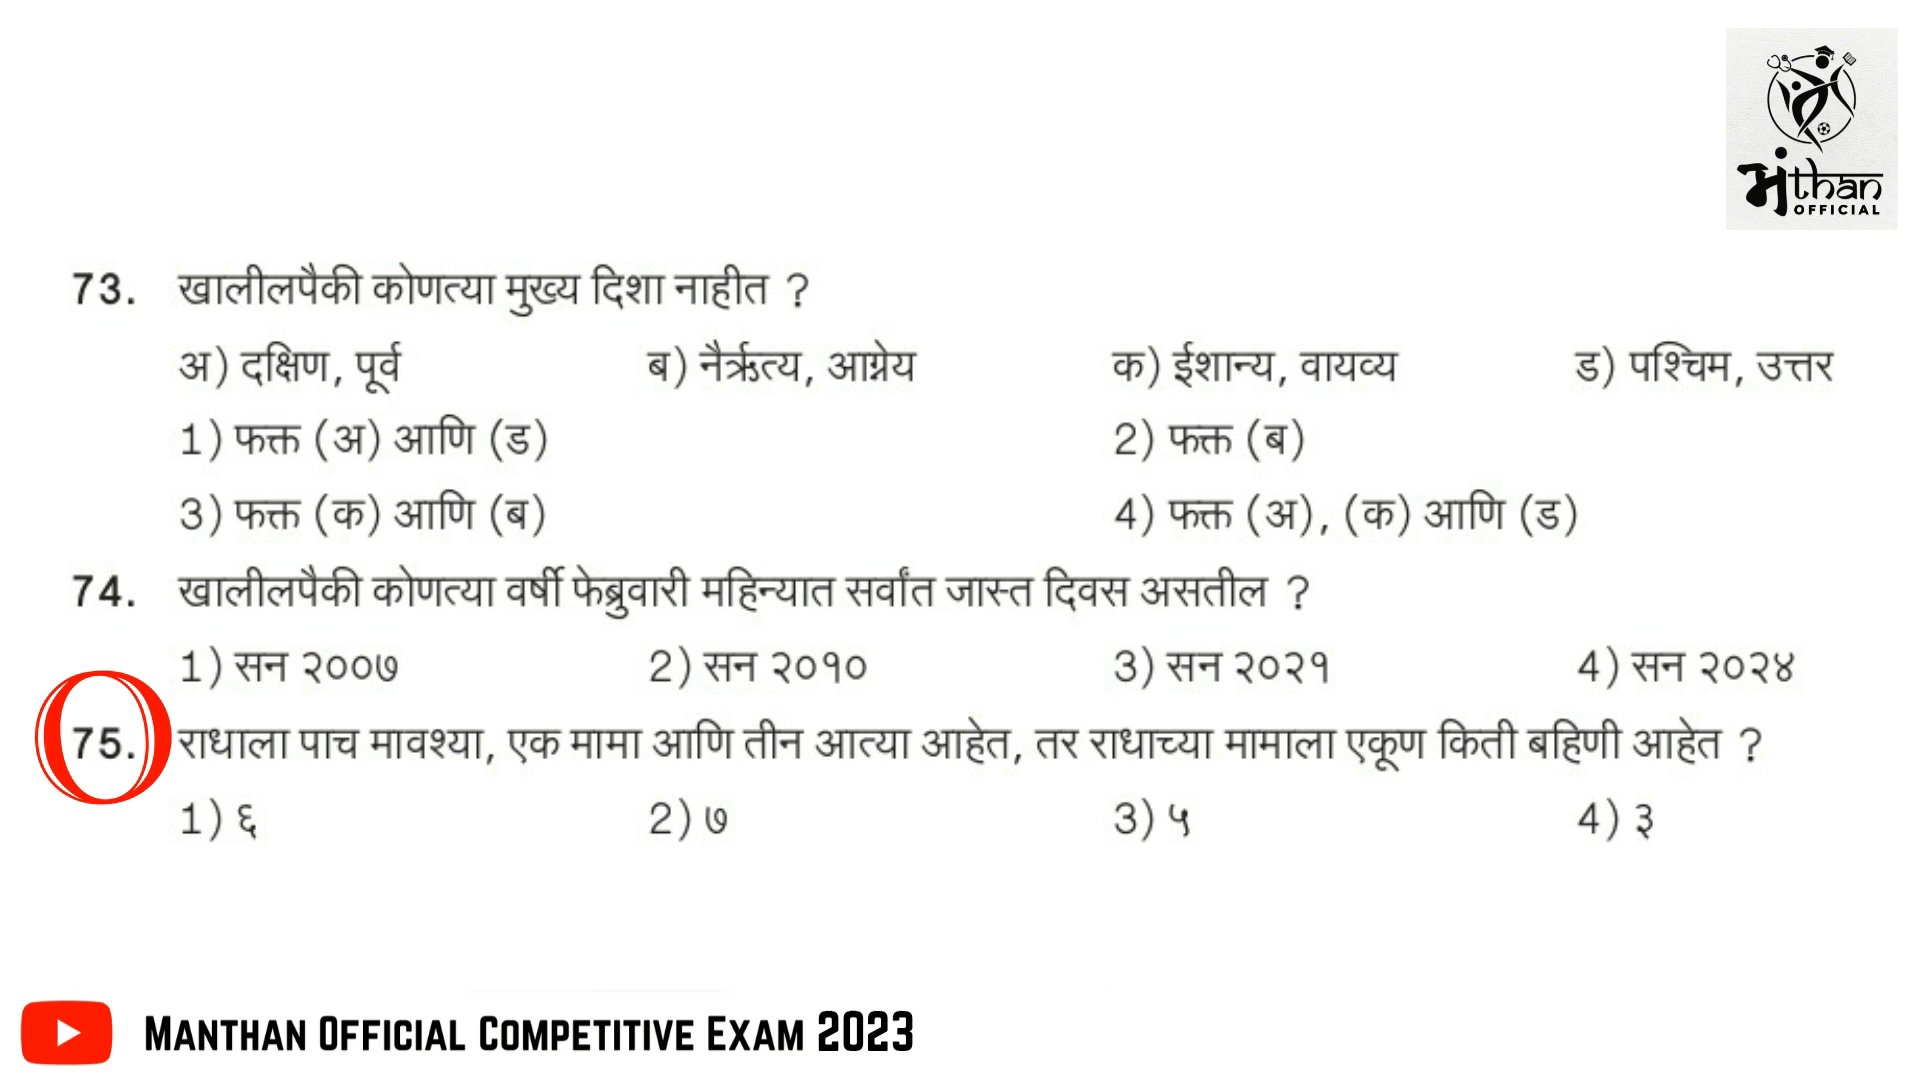 मंthan
OFFICIAL
73. खालीलपैकी कोणत्या मुख्य दिशा नाहीत ?
अ) दक्षिण, पूर्व ब) नैर्ऋत्य, आग्नेय क) ईशान्य, वायव्य ड) पश्चिम, उत्तर
1) फक्त (अ) आणि (ड) 2) फक्त (ब)
3) फक्त (क) आणि (ब) 4) फक्त (अ), (क) आणि (ड)
74. खालीलपैकी कोणत्या वर्षी फेब्रुवारी महिन्यात सर्वांत जास्त दिवस असतील ?
1) सन २००७ 2) सन २०१० 3) सन २०२१ 4) सन २०२४
75. राधाला पाच मावश्या, एक मामा आणि तीन आत्या आहेत, तर राधाच्या मामाला एकूण किती बहिणी आहेत ?
1) ६ 2) ७ 3) ५ 4) ३
MANTHAN OFFICIAL COMPETITIVE EXAM 2023